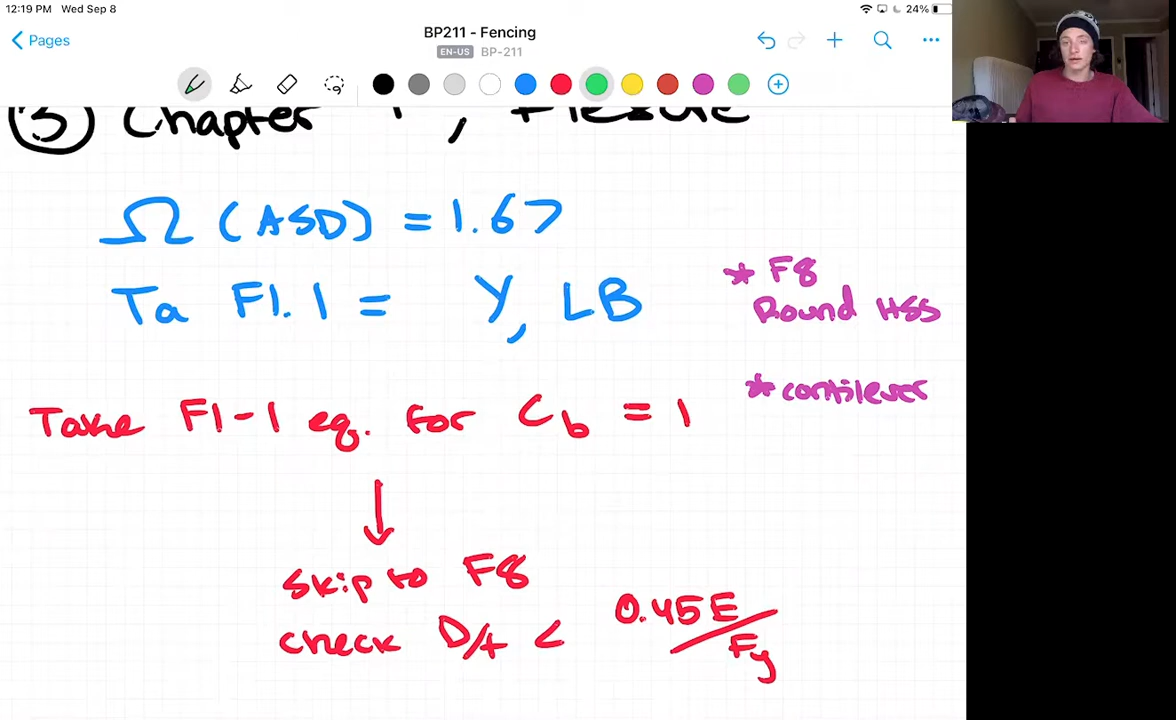 12:19 PM Wed Sep 8
24%
Pages
BP211 - Fencing
EN-US BP-211
③ Chapter F, Flexure
Ω (ASD) = 1.67
Ta F1.1 = Y, LB
* F8
Round HSS
* cantilever
Take F1-1 eq. for Cb = 1
↓
Skip to F8
check D/t < 0.45E/Fy